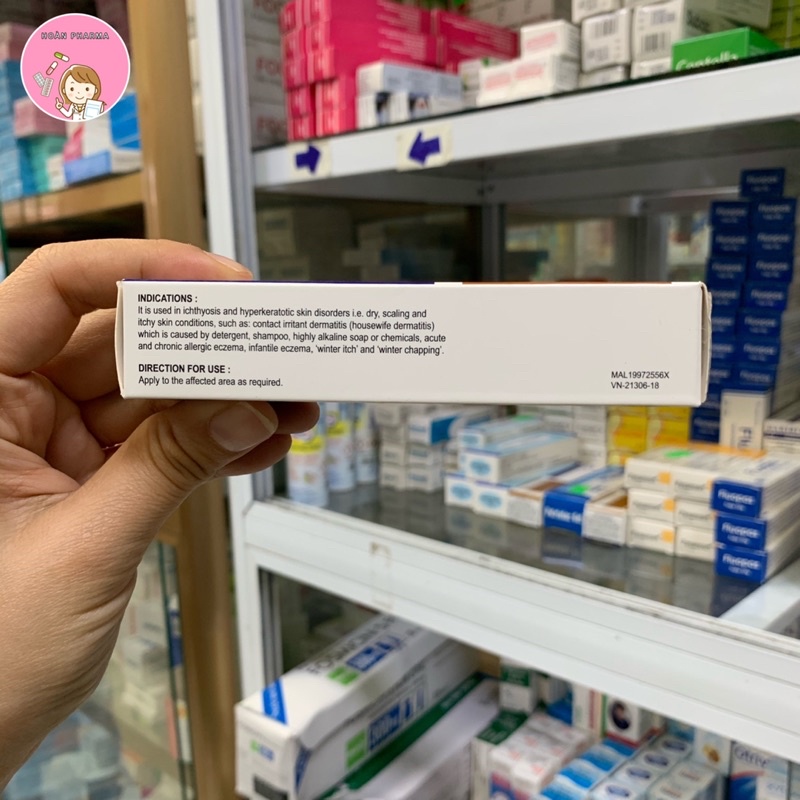 HOÀN PHARMA
INDICATIONS :
It is used in ichthyosis and hyperkeratotic skin disorders i.e. dry, scaling and
itchy skin conditions, such as: contact irritant dermatitis (housewife dermatitis)
which is caused by detergent, shampoo, highly alkaline soap or chemicals, acute
and chronic allergic eczema, infantile eczema, 'winter itch' and 'winter chapping'.
DIRECTION FOR USE :
Apply to the affected area as required.
MAL19972556X
VN-21306-18